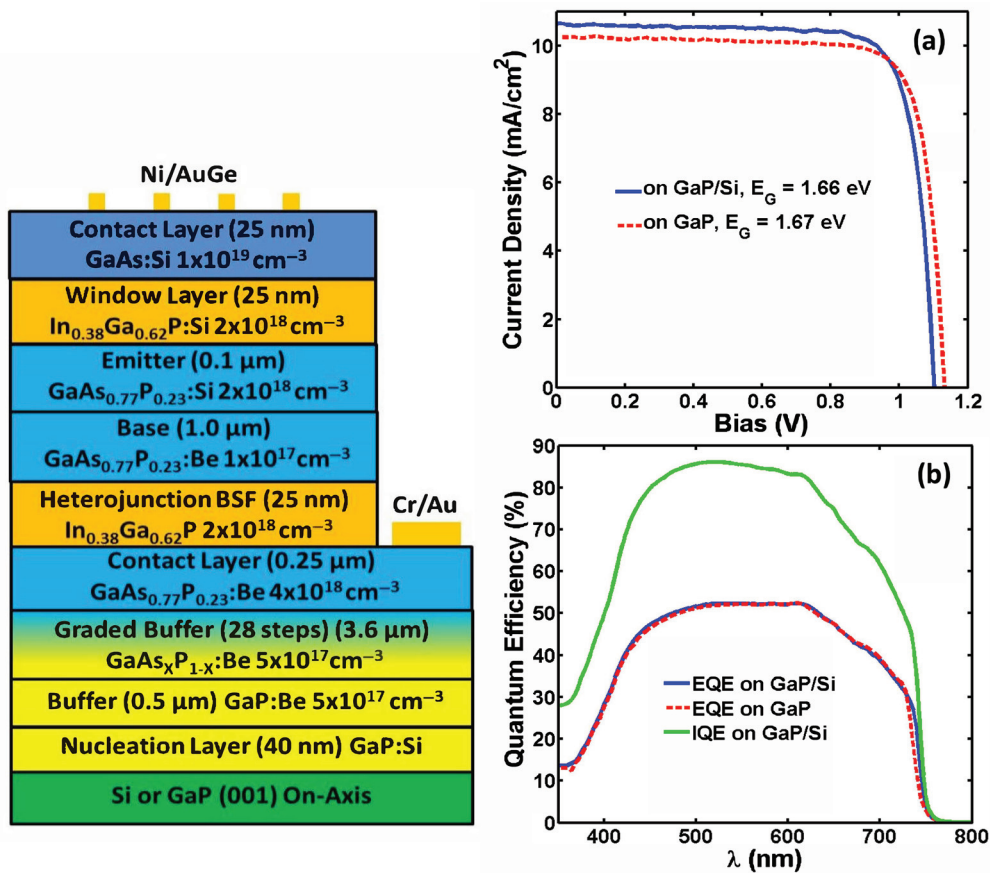 Ni/AuGe
Contact Layer (25 nm)
GaAs:Si 1x10¹⁹ cm⁻³
Window Layer (25 nm)
In₀.₃₈Ga₀.₆₂P:Si 2x10¹⁸ cm⁻³
Emitter (0.1 μm)
GaAs₀.₇₇P₀.₂₃:Si 2x10¹⁸ cm⁻³
Base (1.0 μm)
GaAs₀.₇₇P₀.₂₃:Be 1x10¹⁷ cm⁻³
Heterojunction BSF (25 nm)
In₀.₃₈Ga₀.₆₂P 2x10¹⁸ cm⁻³
Cr/Au
Contact Layer (0.25 μm)
GaAs₀.₇₇P₀.₂₃:Be 4x10¹⁸ cm⁻³
Graded Buffer (28 steps) (3.6 μm)
GaAsₓP₁₋ₓ:Be 5x10¹⁷cm⁻³
Buffer (0.5 μm) GaP:Be 5x10¹⁷cm⁻³
Nucleation Layer (40 nm) GaP:Si
Si or GaP (001) On-Axis
(a)
Current Density (mA/cm²)
10
8
6
4
2
0
on GaP/Si, E_G = 1.66 eV
on GaP, E_G = 1.67 eV
0 0.2 0.4 0.6 0.8 1 1.2
Bias (V)
(b)
Quantum Efficiency (%)
90
80
70
60
50
40
30
20
10
0
EQE on GaP/Si
EQE on GaP
IQE on GaP/Si
400 500 600 700 800
λ (nm)